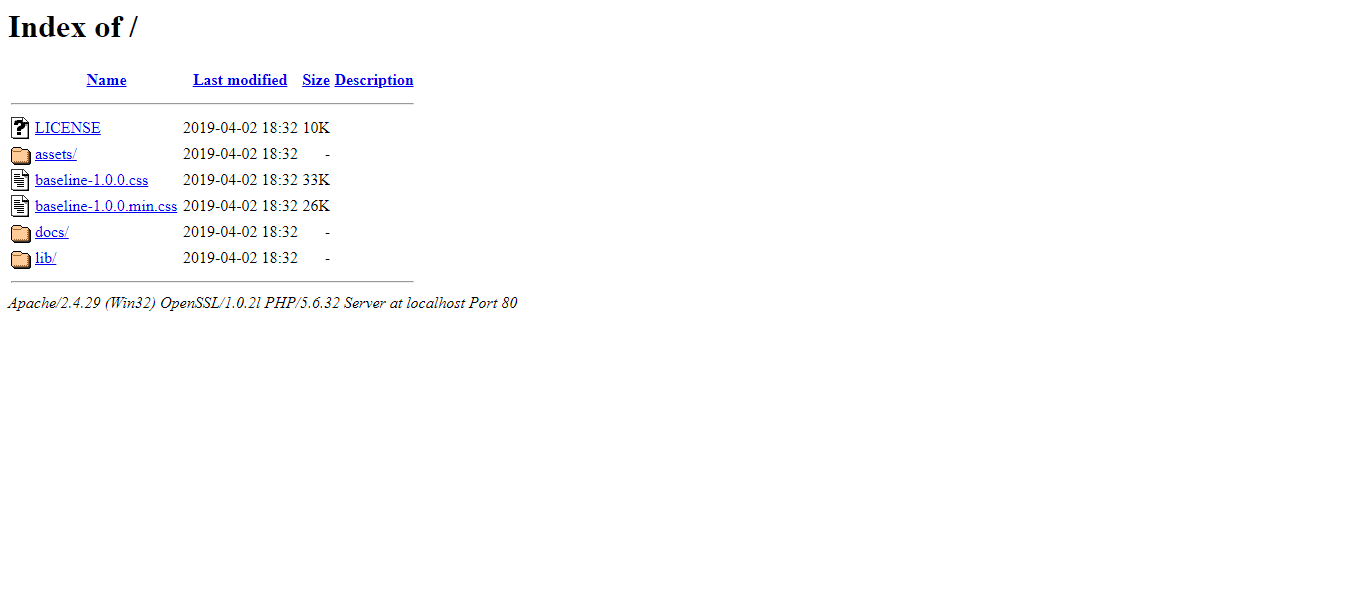 Index of /
Name Last modified Size Description
LICENSE 2019-04-02 18:32 10K
assets/ 2019-04-02 18:32 -
baseline-1.0.0.css 2019-04-02 18:32 33K
baseline-1.0.0.min.css 2019-04-02 18:32 26K
docs/ 2019-04-02 18:32 -
lib/ 2019-04-02 18:32 -
Apache/2.4.29 (Win32) OpenSSL/1.0.2l PHP/5.6.32 Server at localhost Port 80